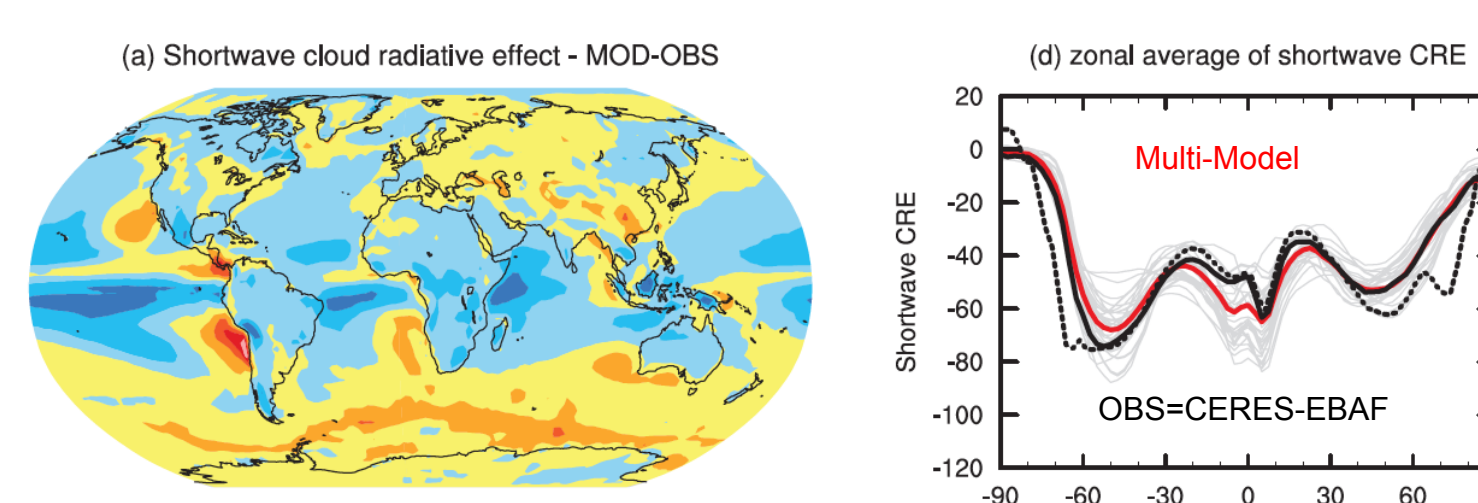 (a) Shortwave cloud radiative effect - MOD-OBS
(d) zonal average of shortwave CRE
Shortwave CRE
20
0
-20
-40
-60
-80
-100
-120
Multi-Model
OBS=CERES-EBAF
-90 -60 -30 0 30 60